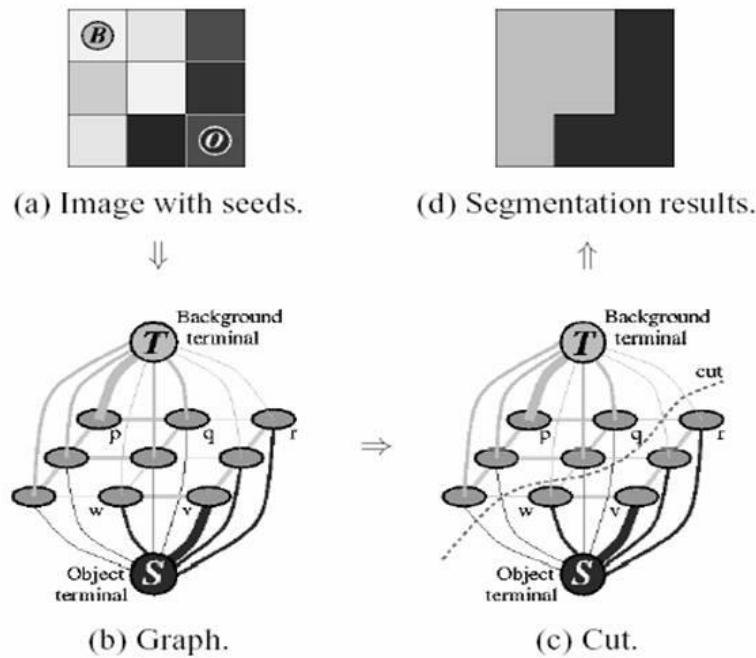 B
O
(a) Image with seeds.
(d) Segmentation results.
⇓
⇑
Background
terminal
T
p
q
r
w
v
S
Object
terminal
(b) Graph.
⇒
Background
terminal
T
cut
p
q
r
w
v
S
Object
terminal
(c) Cut.